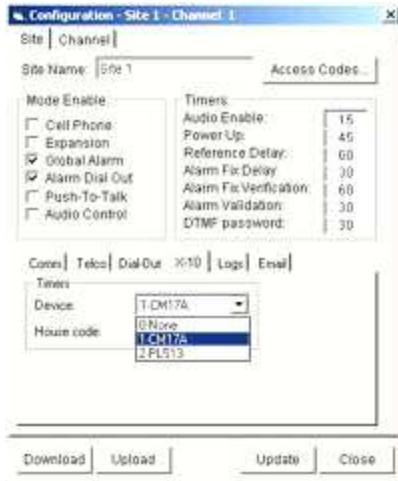 Configuration - Site 1 - Channel 1
Site Channel
Site Name: Site 1 Access Codes...
Mode Enable
Cell Phone
Expansion
Global Alarm
Alarm Dial Out
Push-To-Talk
Audio Control
Timers
Audio Enable: 15
Power Up: 45
Reference Delay: 60
Alarm Fix Delay 30
Alarm Fix Verification: 60
Alarm Validation: 30
DTMF password: 30
Comm Telco Dial-Out X-10 Logs Email
Timers
Device: 1-CM17A
House code:
0-None
1-CM17A
2-PL513
Download Upload Update Close